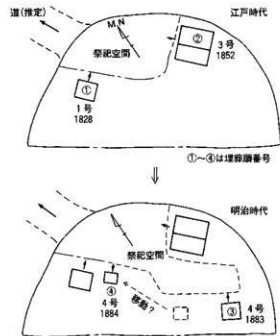 道(推定)
M.N
江戸時代
祭祀空間
②
3号
1852
①
1号
1828
①~④は埋葬順番号
⇓
明治時代
祭祀空間
④
4号
1884
移動?
③
4号
1883